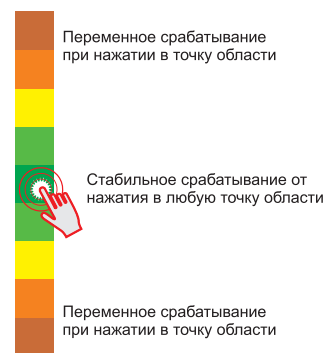 Переменное срабатывание
при нажатии в точку области
Стабильное срабатывание от
нажатия в любую точку области
Переменное срабатывание
при нажатии в точку области